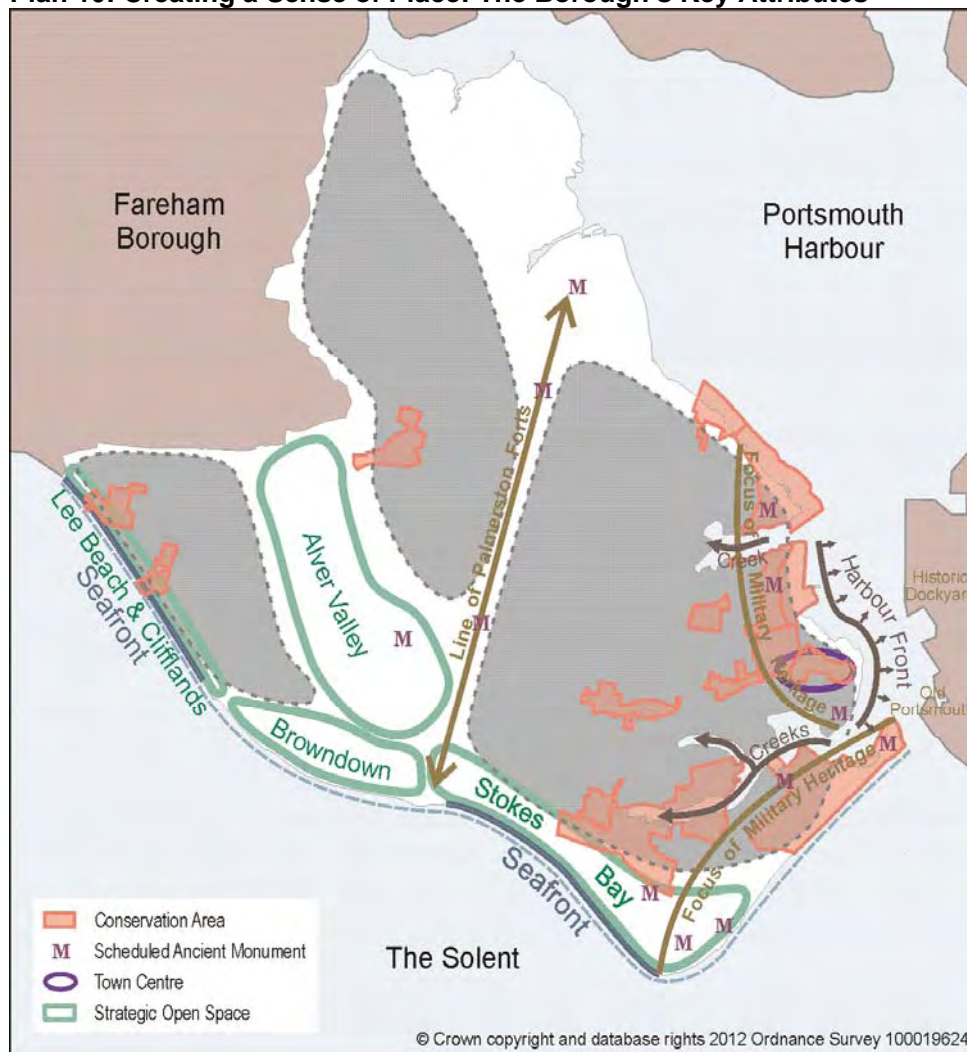 Plan 10: Creating a Sense of Place: The Borough's Key Attributes
Fareham
Borough
Portsmouth
Harbour
M
M
Line of Palmerston Forts
Focus of Military Heritage
M
Creek
M
Harbour Front
Historic
Dockyard
Lee Beach & Clifflands
Seafront
Alver Valley
M
M
M
Old
Portsmouth
Browndown
Creeks
M
M
Focus of Military Heritage
Stokes Bay
Seafront
M
M
M
The Solent
Conservation Area
M Scheduled Ancient Monument
Town Centre
Strategic Open Space
© Crown copyright and database rights 2012 Ordnance Survey 100019624